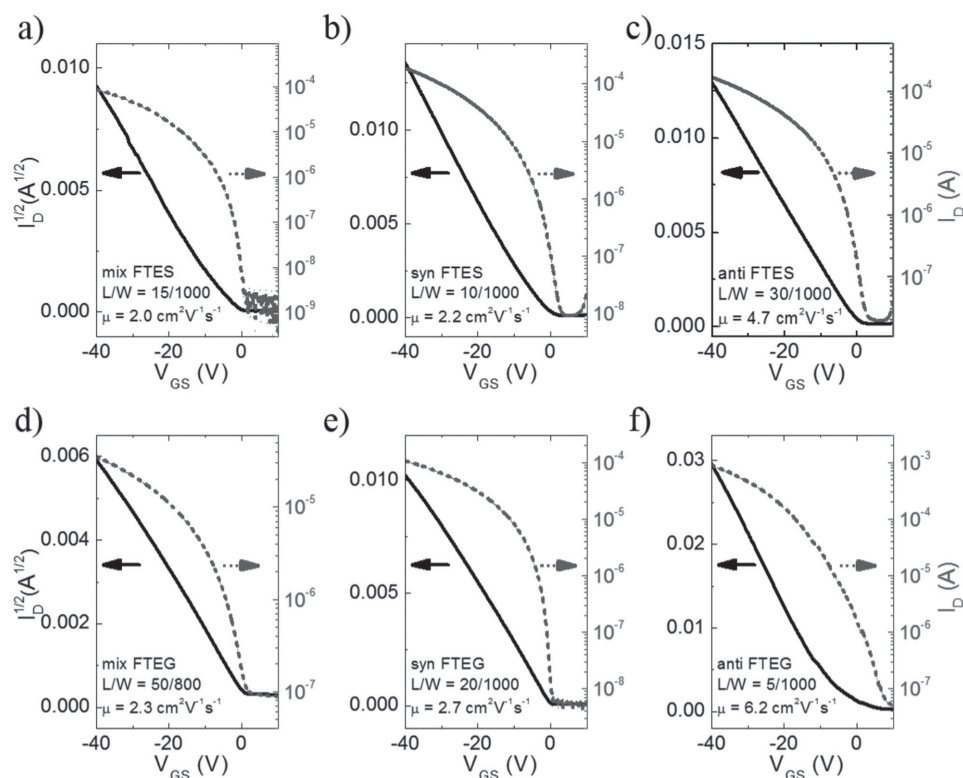 a)
0.010
0.005
0.000
I_D^1/2(A^1/2)
10^-4
10^-5
10^-6
10^-7
10^-8
10^-9
mix FTES
L/W = 15/1000
μ = 2.0 cm²V⁻¹s⁻¹
-40
-20
0
V_GS (V)
b)
0.010
0.005
0.000
10^-4
10^-5
10^-6
10^-7
10^-8
syn FTES
L/W = 10/1000
μ = 2.2 cm²V⁻¹s⁻¹
-40
-20
0
V_GS (V)
c)
0.015
0.010
0.005
0.000
10^-4
10^-5
10^-6
10^-7
I_D (A)
anti FTES
L/W = 30/1000
μ = 4.7 cm²V⁻¹s⁻¹
-40
-20
0
V_GS (V)
d)
0.006
0.004
0.002
0.000
I_D^1/2(A^1/2)
10^-5
10^-6
10^-7
mix FTEG
L/W = 50/800
μ = 2.3 cm²V⁻¹s⁻¹
-40
-20
0
V_GS (V)
e)
0.010
0.005
0.000
10^-4
10^-5
10^-6
10^-7
10^-8
syn FTEG
L/W = 20/1000
μ = 2.7 cm²V⁻¹s⁻¹
-40
-20
0
V_GS (V)
f)
0.03
0.02
0.01
0.00
10^-3
10^-4
10^-5
10^-6
10^-7
I_D (A)
anti FTEG
L/W = 5/1000
μ = 6.2 cm²V⁻¹s⁻¹
-40
-20
0
V_GS (V)